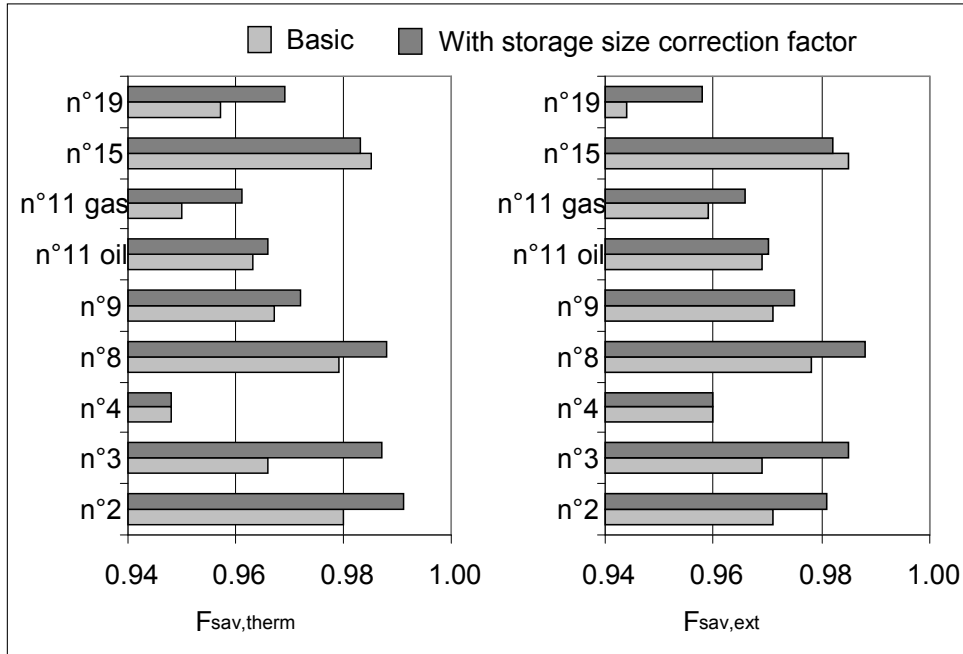 Basic With storage size correction factor
n°19
n°15
n°11 gas
n°11 oil
n°9
n°8
n°4
n°3
n°2
0.94 0.96 0.98 1.00
Fsav,therm
n°19
n°15
n°11 gas
n°11 oil
n°9
n°8
n°4
n°3
n°2
0.94 0.96 0.98 1.00
Fsav,ext